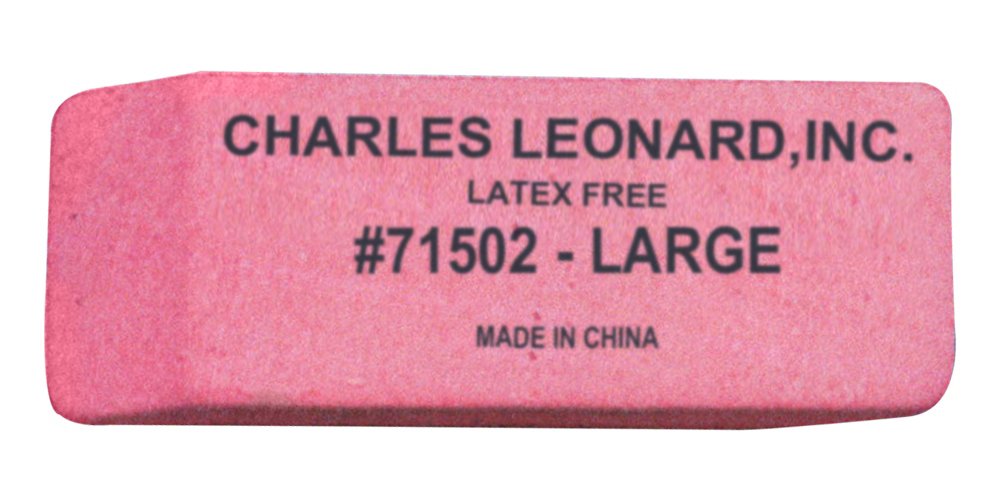 CHARLES LEONARD,INC.
LATEX FREE
#71502 - LARGE
MADE IN CHINA